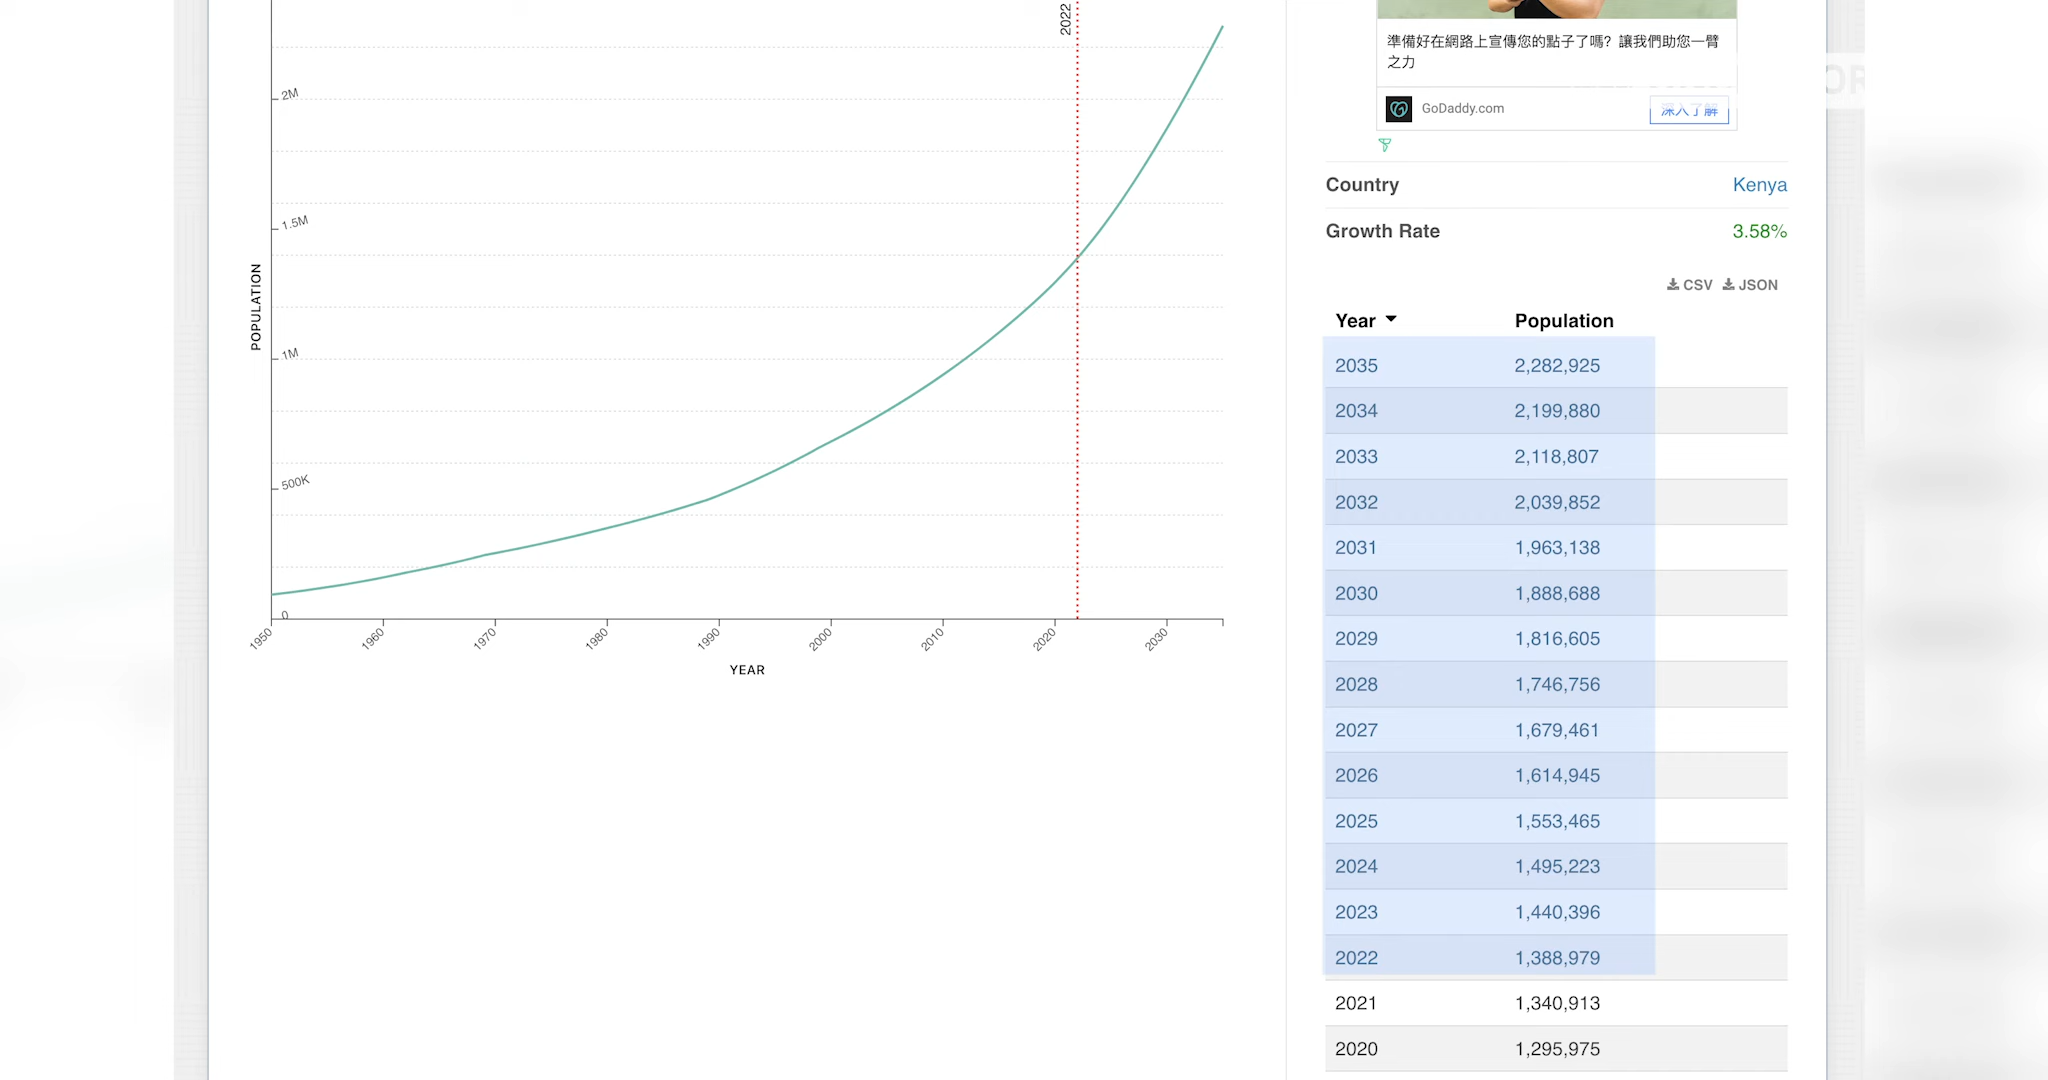 2022
2M
1.5M
1M
500K
0
POPULATION
1950
1960
1970
1980
1990
2000
2010
2020
2030
YEAR
準備好在網路上宣傳您的點子了嗎? 讓我們助您一臂
之力
GoDaddy.com
深入了解
OR
Country Kenya
Growth Rate 3.58%
CSV JSON
Year Population
2035 2,282,925
2034 2,199,880
2033 2,118,807
2032 2,039,852
2031 1,963,138
2030 1,888,688
2029 1,816,605
2028 1,746,756
2027 1,679,461
2026 1,614,945
2025 1,553,465
2024 1,495,223
2023 1,440,396
2022 1,388,979
2021 1,340,913
2020 1,295,975